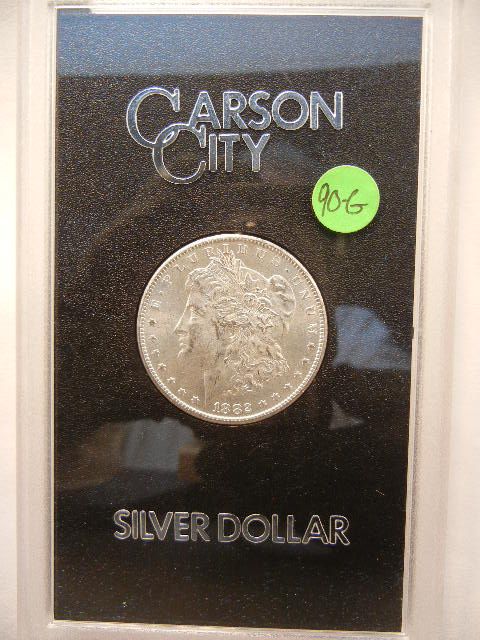 CARSON
CITY
90-G
E·PLURIBUS·UNUM
1882
SILVER DOLLAR